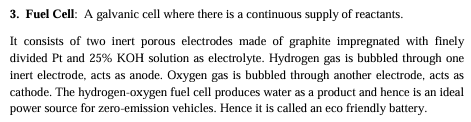 3. Fuel Cell: A galvanic cell where there is a continuous supply of reactants.
It consists of two inert porous electrodes made of graphite impregnated with finely
divided Pt and 25% KOH solution as electrolyte. Hydrogen gas is bubbled through one
inert electrode, acts as anode. Oxygen gas is bubbled through another electrode, acts as
cathode. The hydrogen-oxygen fuel cell produces water as a product and hence is an ideal
power source for zero-emission vehicles. Hence it is called an eco friendly battery.